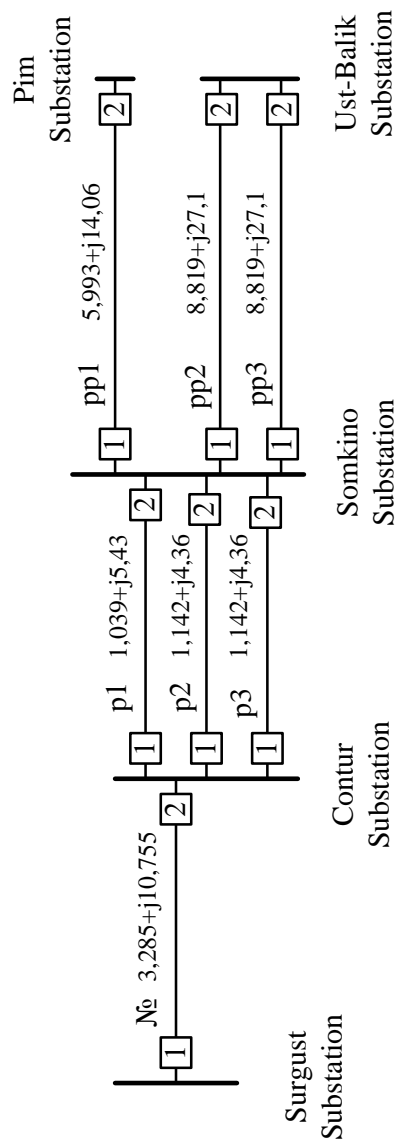 Surgust
Substation
1
№ 3,285+j10,755
2
Contur
Substation
p1 1,039+j5,43
1
2
p2 1,142+j4,36
1
2
p3 1,142+j4,36
1
2
Somkino
Substation
pp1 5,993+j14,06
1
2
pp2 8,819+j27,1
1
2
pp3 8,819+j27,1
1
2
Pim
Substation
Ust-Balik
Substation